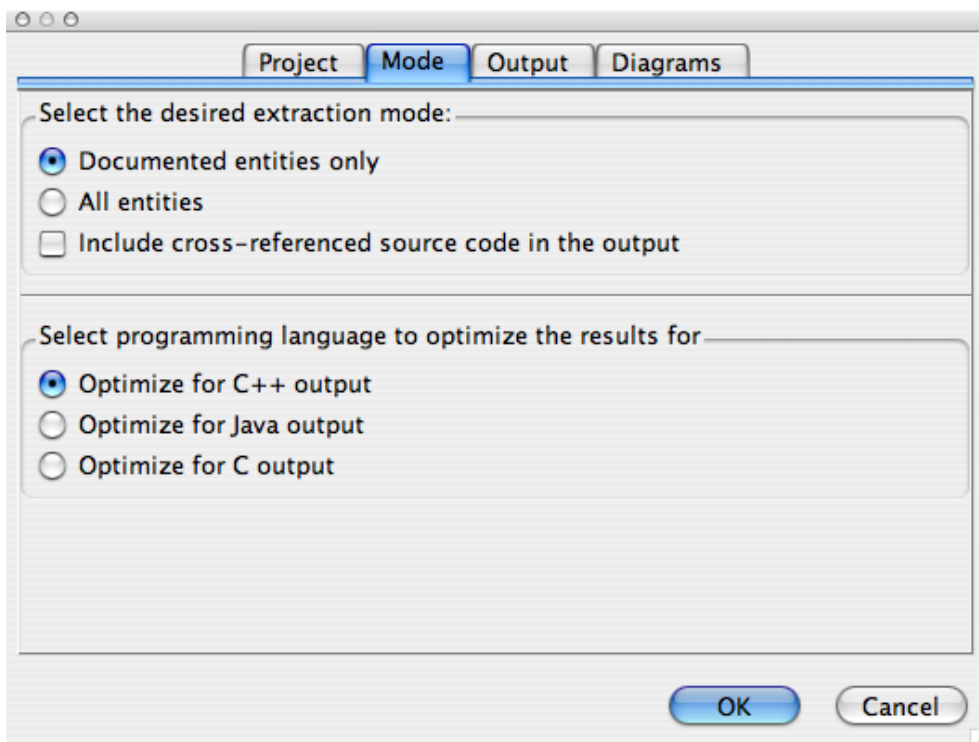 Project Mode Output Diagrams
Select the desired extraction mode:
Documented entities only
All entities
Include cross-referenced source code in the output
Select programming language to optimize the results for
Optimize for C++ output
Optimize for Java output
Optimize for C output
OK Cancel